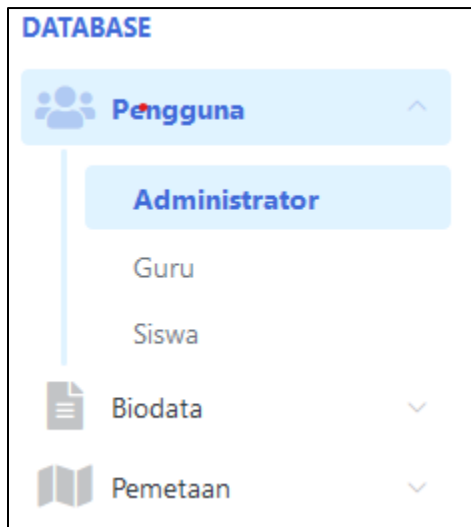 DATABASE
Pengguna
Administrator
Guru
Siswa
Biodata
Pemetaan